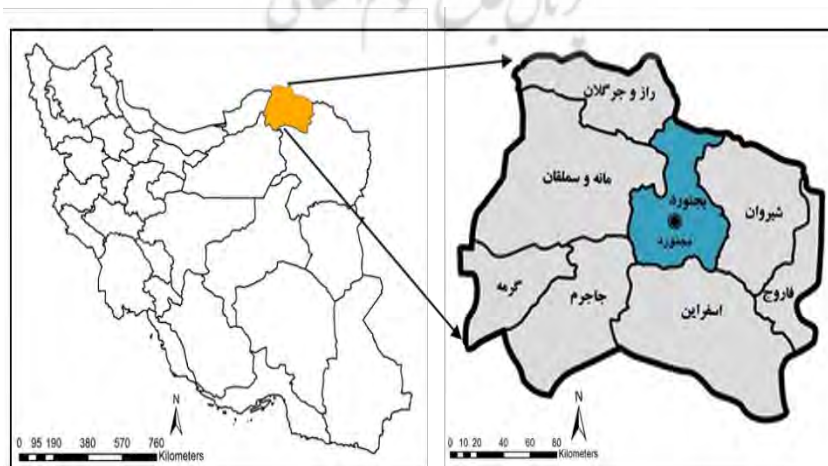 راز و جرگلان
مانه و سملقان
بجنورد
بجنورد
شیروان
فاروج
گرمه
جاجرم
اسفراین
N
0 95 190 380 570 760
Kilometers
N
0 10 20 40 60 80
Kilometers